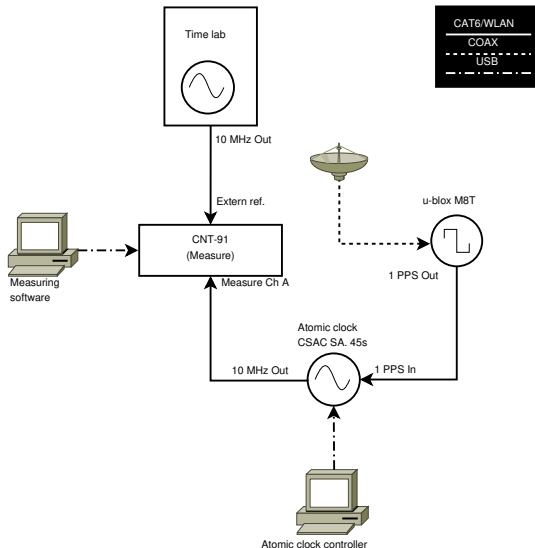 CAT6/WLAN
COAX
USB
Time lab
10 MHz Out
Extern ref.
u-blox M8T
CNT-91
(Measure)
1 PPS Out
Measuring
software
Measure Ch A
Atomic clock
CSAC SA. 45s
10 MHz Out
1 PPS In
Atomic clock controller